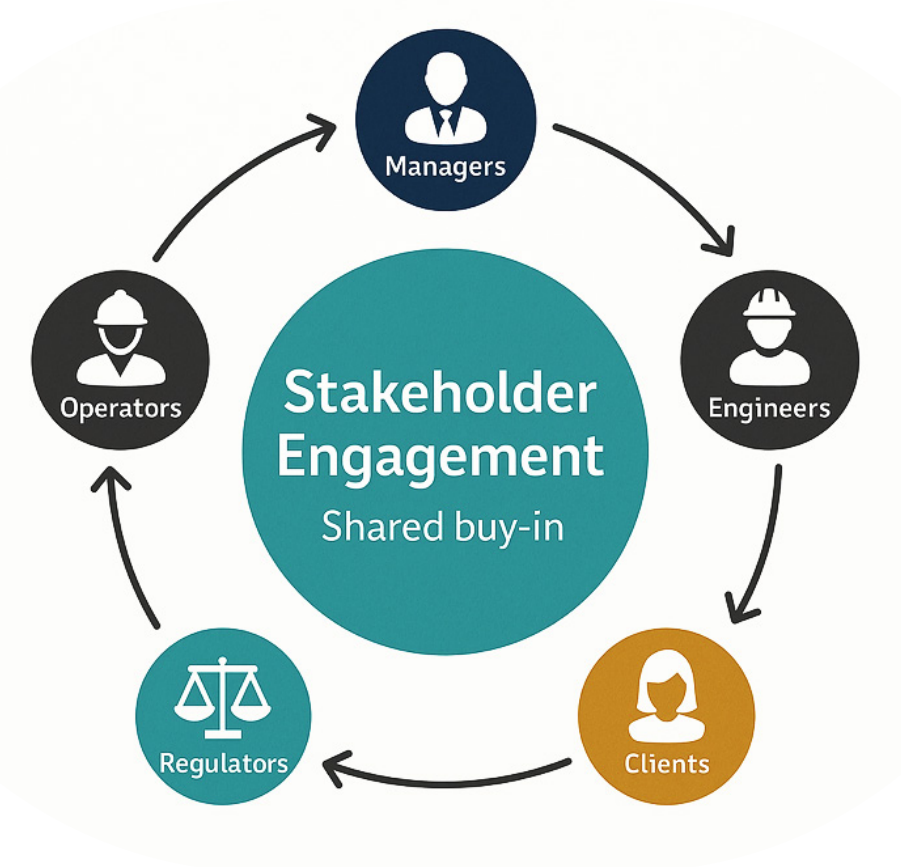 Managers
Engineers
Clients
Regulators
Operators
Stakeholder
Engagement
Shared buy-in